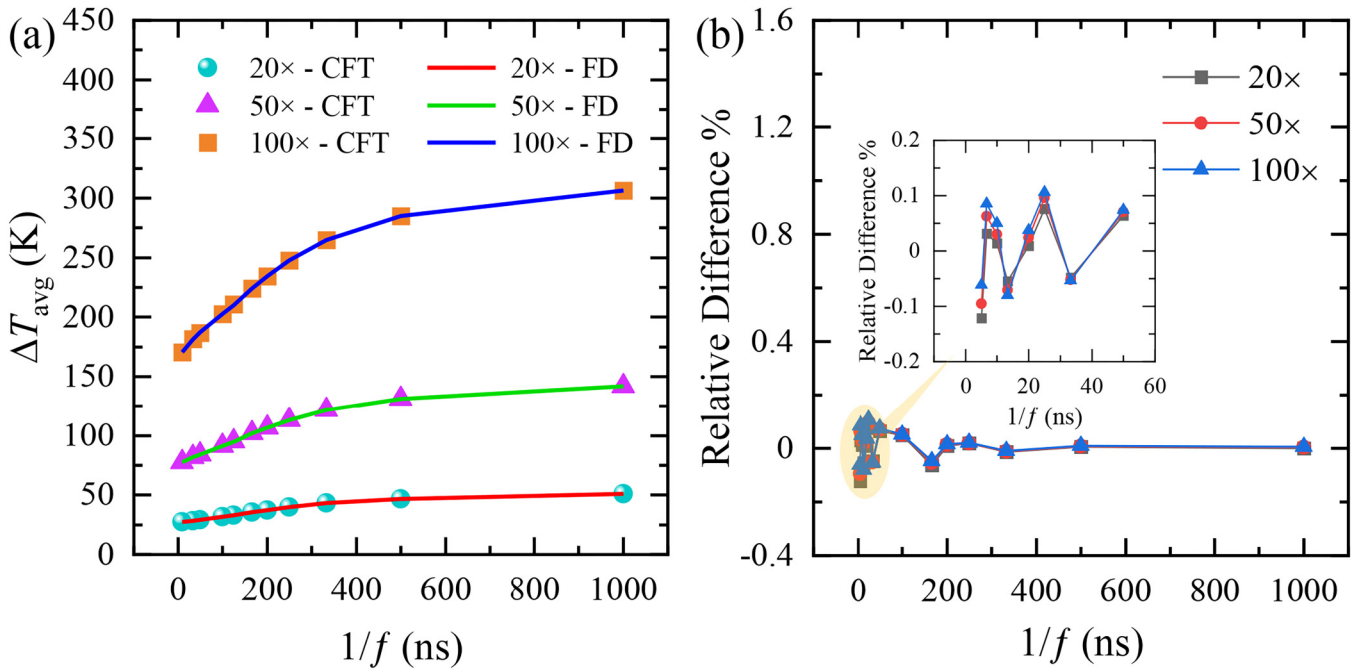 (a)
450
400
350
300
250
200
150
100
50
0
ΔTavg (K)
20× - CFT
50× - CFT
100× - CFT
20× - FD
50× - FD
100× - FD
0 200 400 600 800 1000
1/f (ns)
(b)
1.6
1.2
0.8
0.4
0
-0.4
Relative Difference %
20×
50×
100×
0.2
0.1
0
-0.1
-0.2
Relative Difference %
0 20 40 60
1/f (ns)
0 200 400 600 800 1000
1/f (ns)